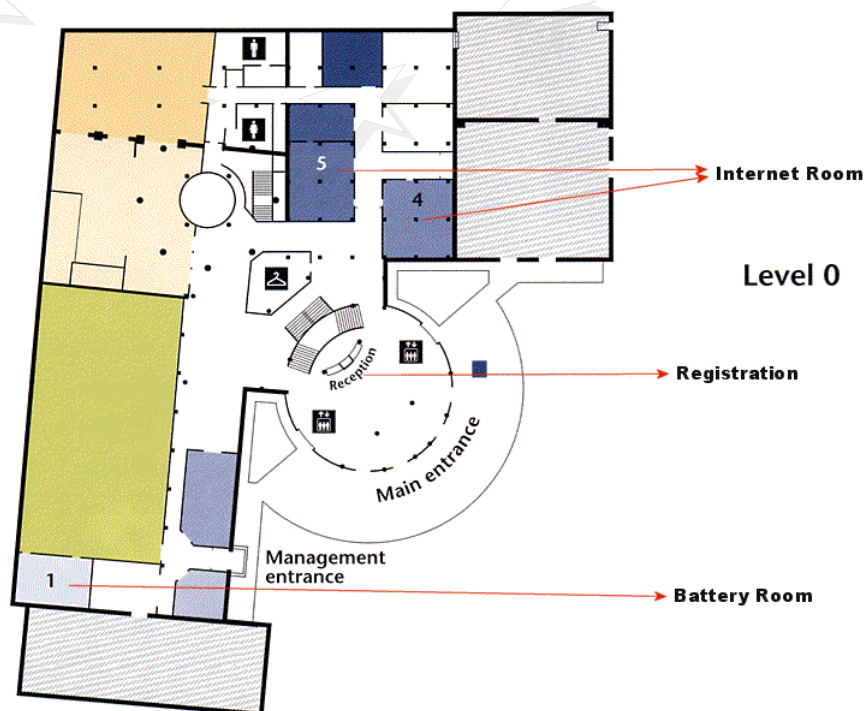 5
4
Internet Room
Level 0
Reception
Registration
Main entrance
Management
entrance
1
Battery Room